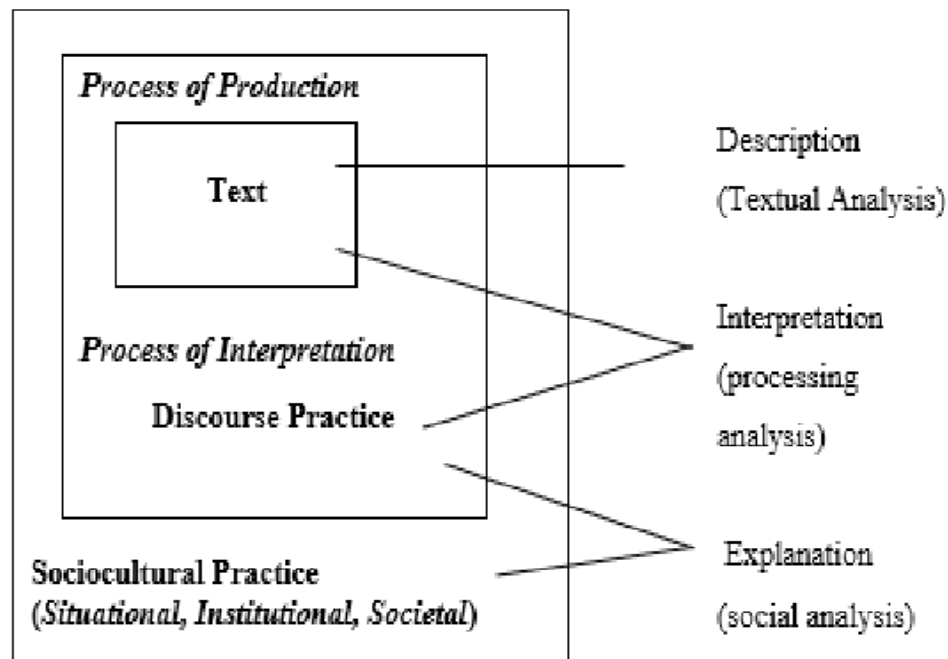 Process of Production
Text
Process of Interpretation
Discourse Practice
Sociocultural Practice
(Situational, Institutional, Societal)
Description
(Textual Analysis)
Interpretation
(processing
analysis)
Explanation
(social analysis)